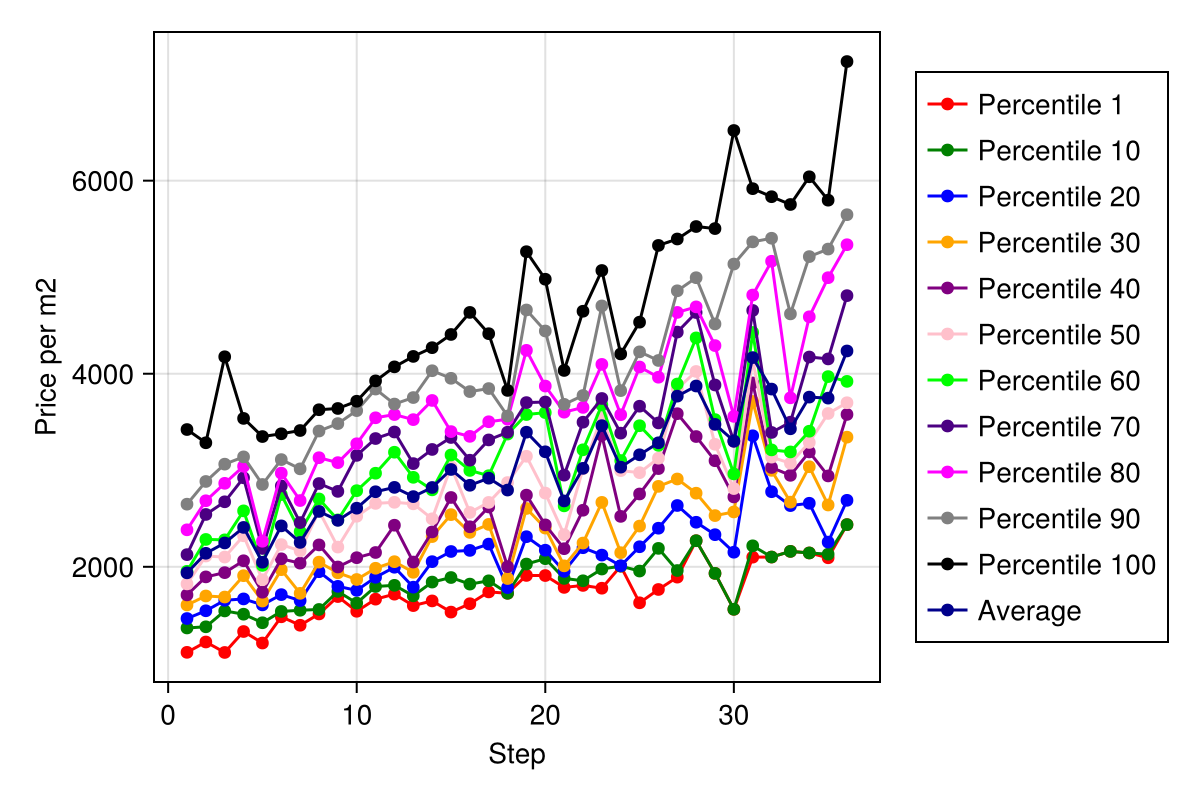 Price per m2
6000
4000
2000
0 10 20 30
Step
Percentile 1
Percentile 10
Percentile 20
Percentile 30
Percentile 40
Percentile 50
Percentile 60
Percentile 70
Percentile 80
Percentile 90
Percentile 100
Average